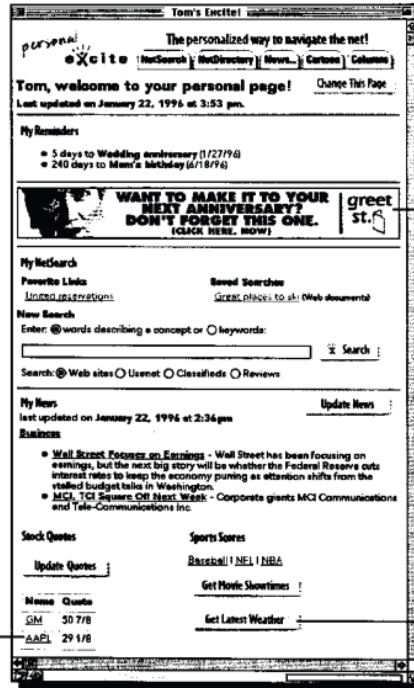 Tom's Excite!
personal
excite
The personalized way to navigate the net!
NetSearch NetDirectory News... Cartoons Columns
Tom, welcome to your personal page!
Change This Page
Last updated on January 22, 1996 at 3:53 pm.
My Reminders
5 days to Wedding anniversary (1/27/96)
240 days to Mom's birthday (6/18/96)
WANT TO MAKE IT TO YOUR
NEXT ANNIVERSARY?
DON'T FORGET THIS ONE.
(CLICK HERE. NOW)
greet
st.
My NetSearch
Favorite Links
Saved Searches
United reservations
Great places to ski (Web documents)
New Search
Enter: words describing a concept or keywords:
Search
Search: Web sites Usenet Classifieds Reviews
My News
Update News
last updated on January 22, 1996 at 2:36pm
Business
Wall Street Focuses on Earnings - Wall Street has been focusing on
earnings, but the next big story will be whether the Federal Reserve cuts
interest rates to keep the economy purring as attention shifts from the
stalled budget talks in Washington.
MCI, TCI Square Off Next Week - Corporate giants MCI Communications
and Tele-Communications Inc.
Stock Quotes
Sports Scores
Update Quotes
Baseball | NFL | NBA
Get Movie Showtimes
Name Quote
GM 50 7/8
Get Latest Weather
AAPL 29 1/8